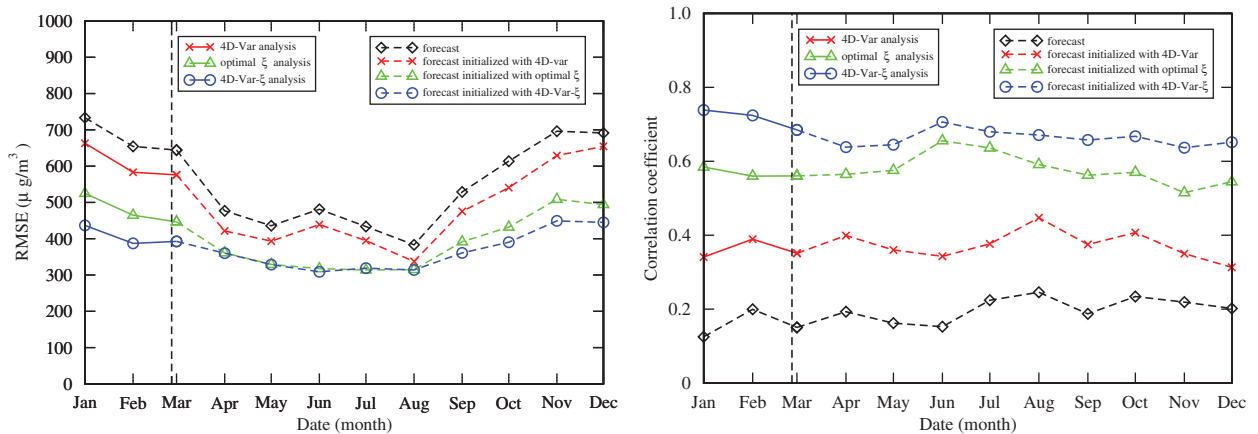 1000
900
800
700
600
500
400
300
200
100
0
RMSE (μ g/m³)
4D-Var analysis
optimal ξ analysis
4D-Var-ξ analysis
forecast
forecast initialized with 4D-var
forecast initialized with optimal ξ
forecast initialized with 4D-Var-ξ
Jan Feb Mar Apr May Jun Jul Aug Sep Oct Nov Dec
Date (month)
1.0
0.8
0.6
0.4
0.2
0
Correlation coefficient
4D-Var analysis
optimal ξ analysis
4D-Var-ξ analysis
forecast
forecast initialized with 4D-Var
forecast initialized with optimal ξ
forecast initialized with 4D-Var-ξ
Jan Feb Mar Apr May Jun Jul Aug Sep Oct Nov Dec
Date (month)